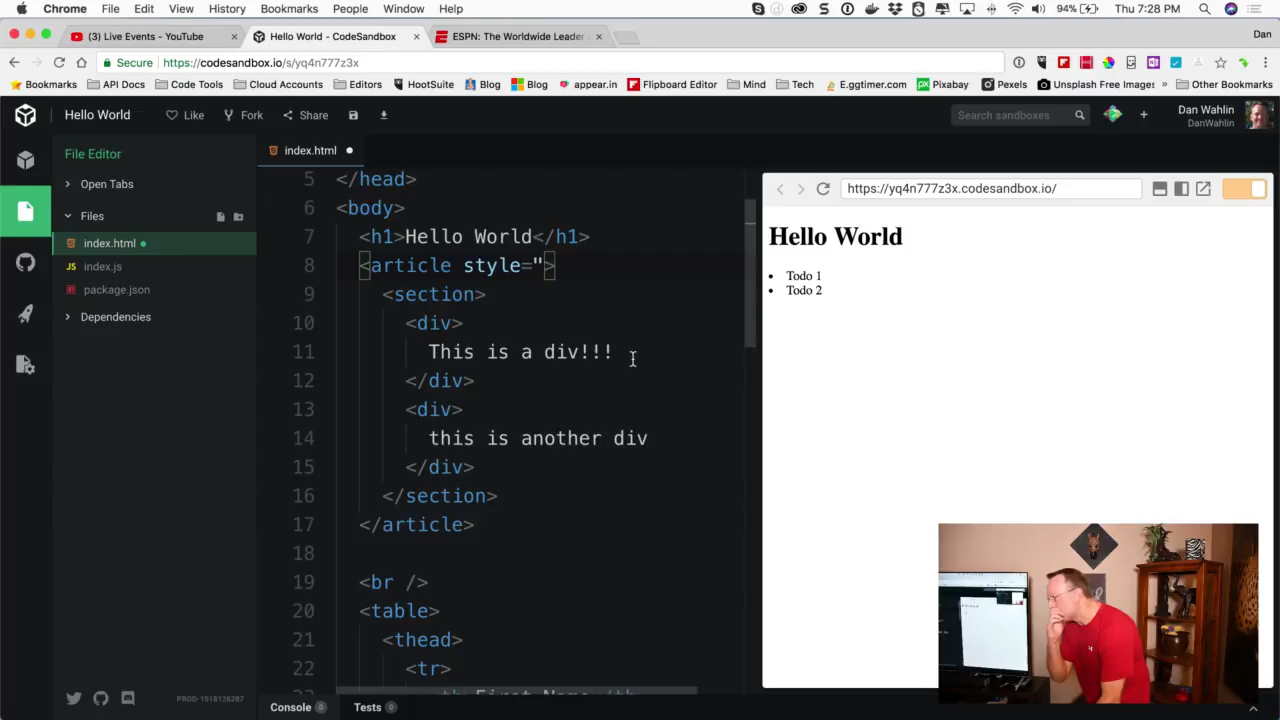 Chrome File Edit View History Bookmarks People Window Help 94% Thu 7:28 PM
(3) Live Events - YouTube Hello World - CodeSandbox ESPN: The Worldwide Leader Dan
Secure https://codesandbox.io/s/yq4n777z3x
Bookmarks API Docs Code Tools Cloud Accounts Editors HootSuite Blog Blog appear.in Flipboard Editor Mind Tech E.ggtimer.com Pixabay Pexels Unsplash Free Images » Other Bookmarks
Hello World Like Fork Share Search sandboxes Dan Wahlin
DanWahlin
File Editor
Open Tabs
Files
index.html
index.js
package.json
Dependencies
PROD-1518126287
index.html
5 </head>
6 <body>
7 <h1>Hello World</h1>
8 <article style=">
9 <section>
10 <div>
11 This is a div!!!
12 </div>
13 <div>
14 this is another div
15 </div>
16 </section>
17 </article>
18
19 <br />
20 <table>
21 <thead>
22 <tr>
Console 0 Tests 0
https://yq4n777z3x.codesandbox.io/
Hello World
• Todo 1
• Todo 2